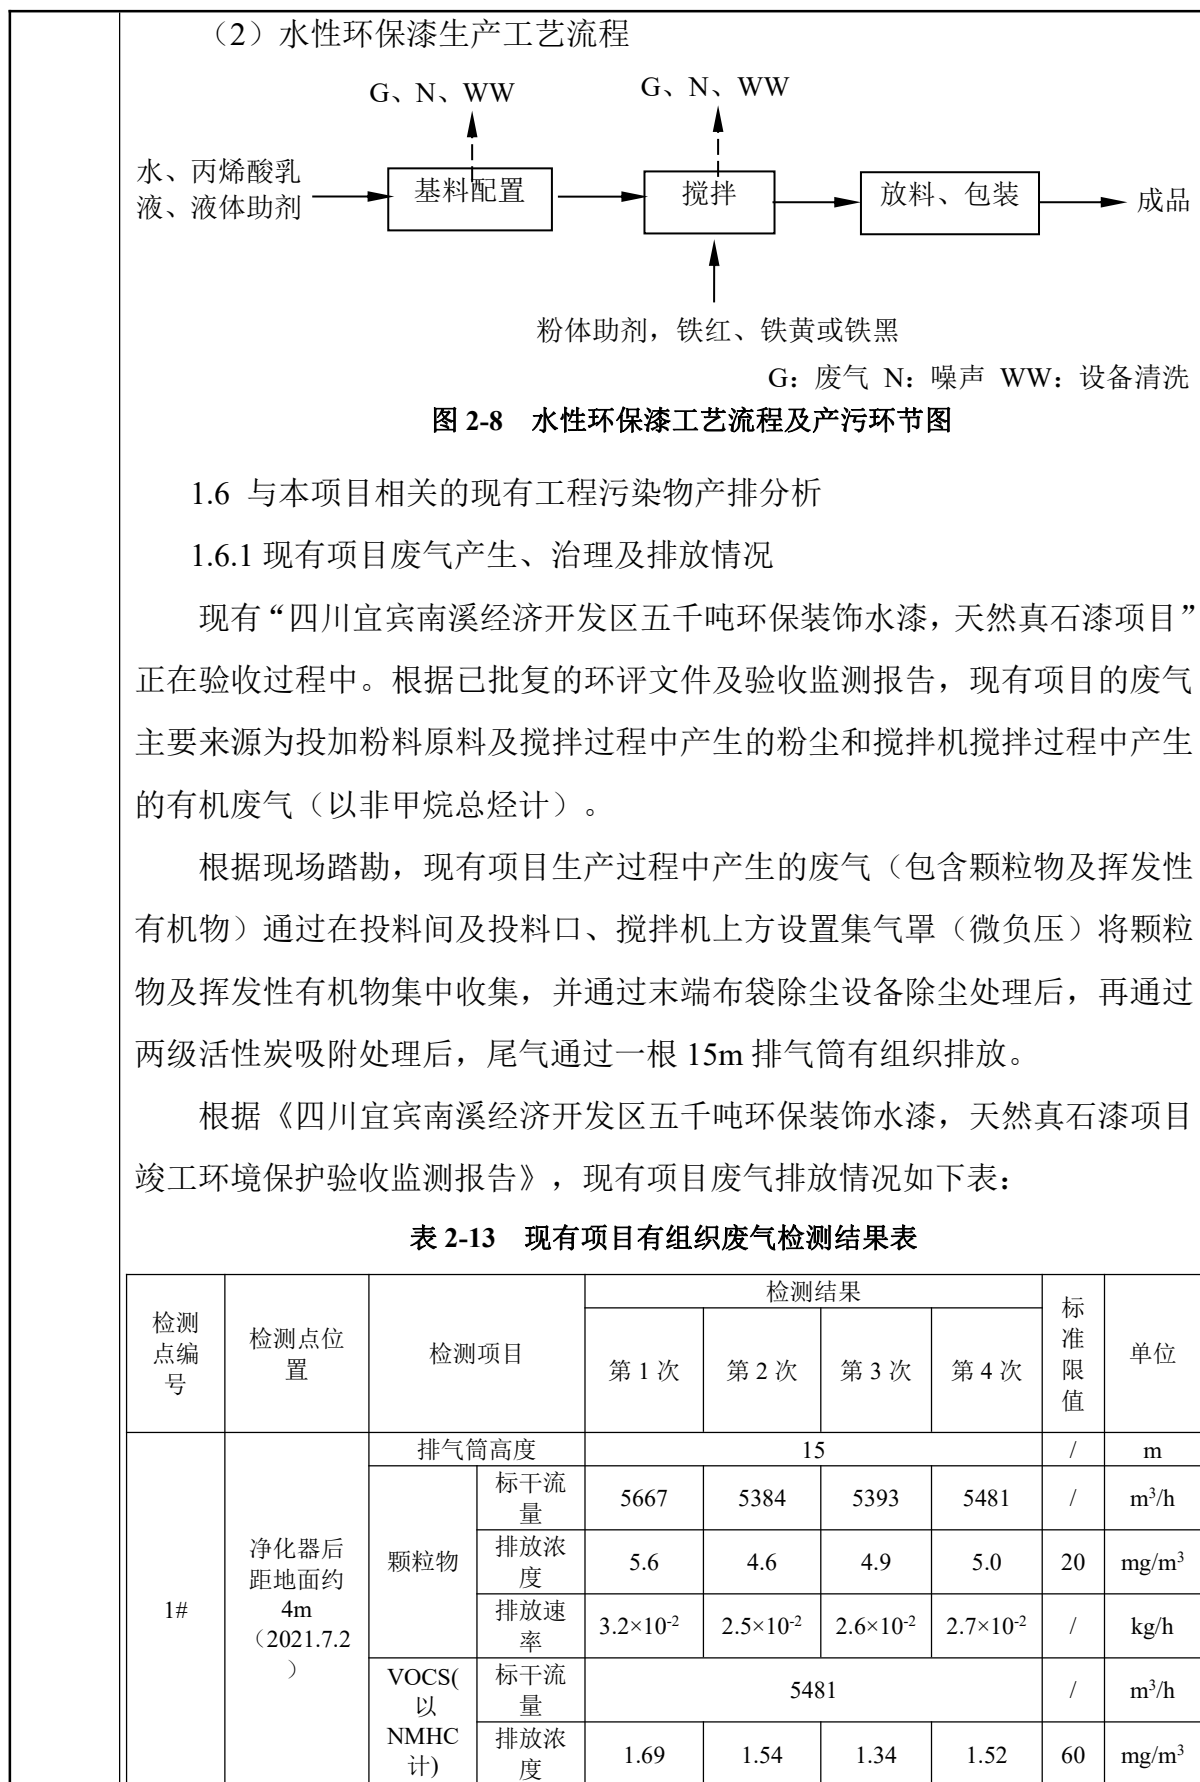 （2）水性环保漆生产工艺流程
G、N、WW
G、N、WW
水、丙烯酸乳
液、液体助剂
基料配置
搅拌
放料、包装
成品
粉体助剂，铁红、铁黄或铁黑
G：废气 N：噪声 WW：设备清洗
图 2-8 水性环保漆工艺流程及产污环节图
1.6 与本项目相关的现有工程污染物产排分析
1.6.1 现有项目废气产生、治理及排放情况
现有“四川宜宾南溪经济开发区五千吨环保装饰水漆，天然真石漆项目”
正在验收过程中。根据已批复的环评文件及验收监测报告，现有项目的废气
主要来源为投加粉料原料及搅拌过程中产生的粉尘和搅拌机搅拌过程中产生
的有机废气（以非甲烷总烃计）。
根据现场踏勘，现有项目生产过程中产生的废气（包含颗粒物及挥发性
有机物）通过在投料间及投料口、搅拌机上方设置集气罩（微负压）将颗粒
物及挥发性有机物集中收集，并通过末端布袋除尘设备除尘处理后，再通过
两级活性炭吸附处理后，尾气通过一根 15m 排气筒有组织排放。
根据《四川宜宾南溪经济开发区五千吨环保装饰水漆，天然真石漆项目
竣工环境保护验收监测报告》，现有项目废气排放情况如下表：
表 2-13 现有项目有组织废气检测结果表
检测
点编
号
检测点位
置
检测项目
检测结果
第 1 次
第 2 次
第 3 次
第 4 次
标
准
限
值
单位
1#
净化器后
距地面约
4m
（2021.7.2
）
排气筒高度
15
/
m
颗粒物
标干流
量
5667
5384
5393
5481
/
m³/h
排放浓
度
5.6
4.6
4.9
5.0
20
mg/m³
排放速
率
3.2×10⁻²
2.5×10⁻²
2.6×10⁻²
2.7×10⁻²
/
kg/h
VOCS(
以
NMHC
计)
标干流
量
5481
/
m³/h
排放浓
度
1.69
1.54
1.34
1.52
60
mg/m³